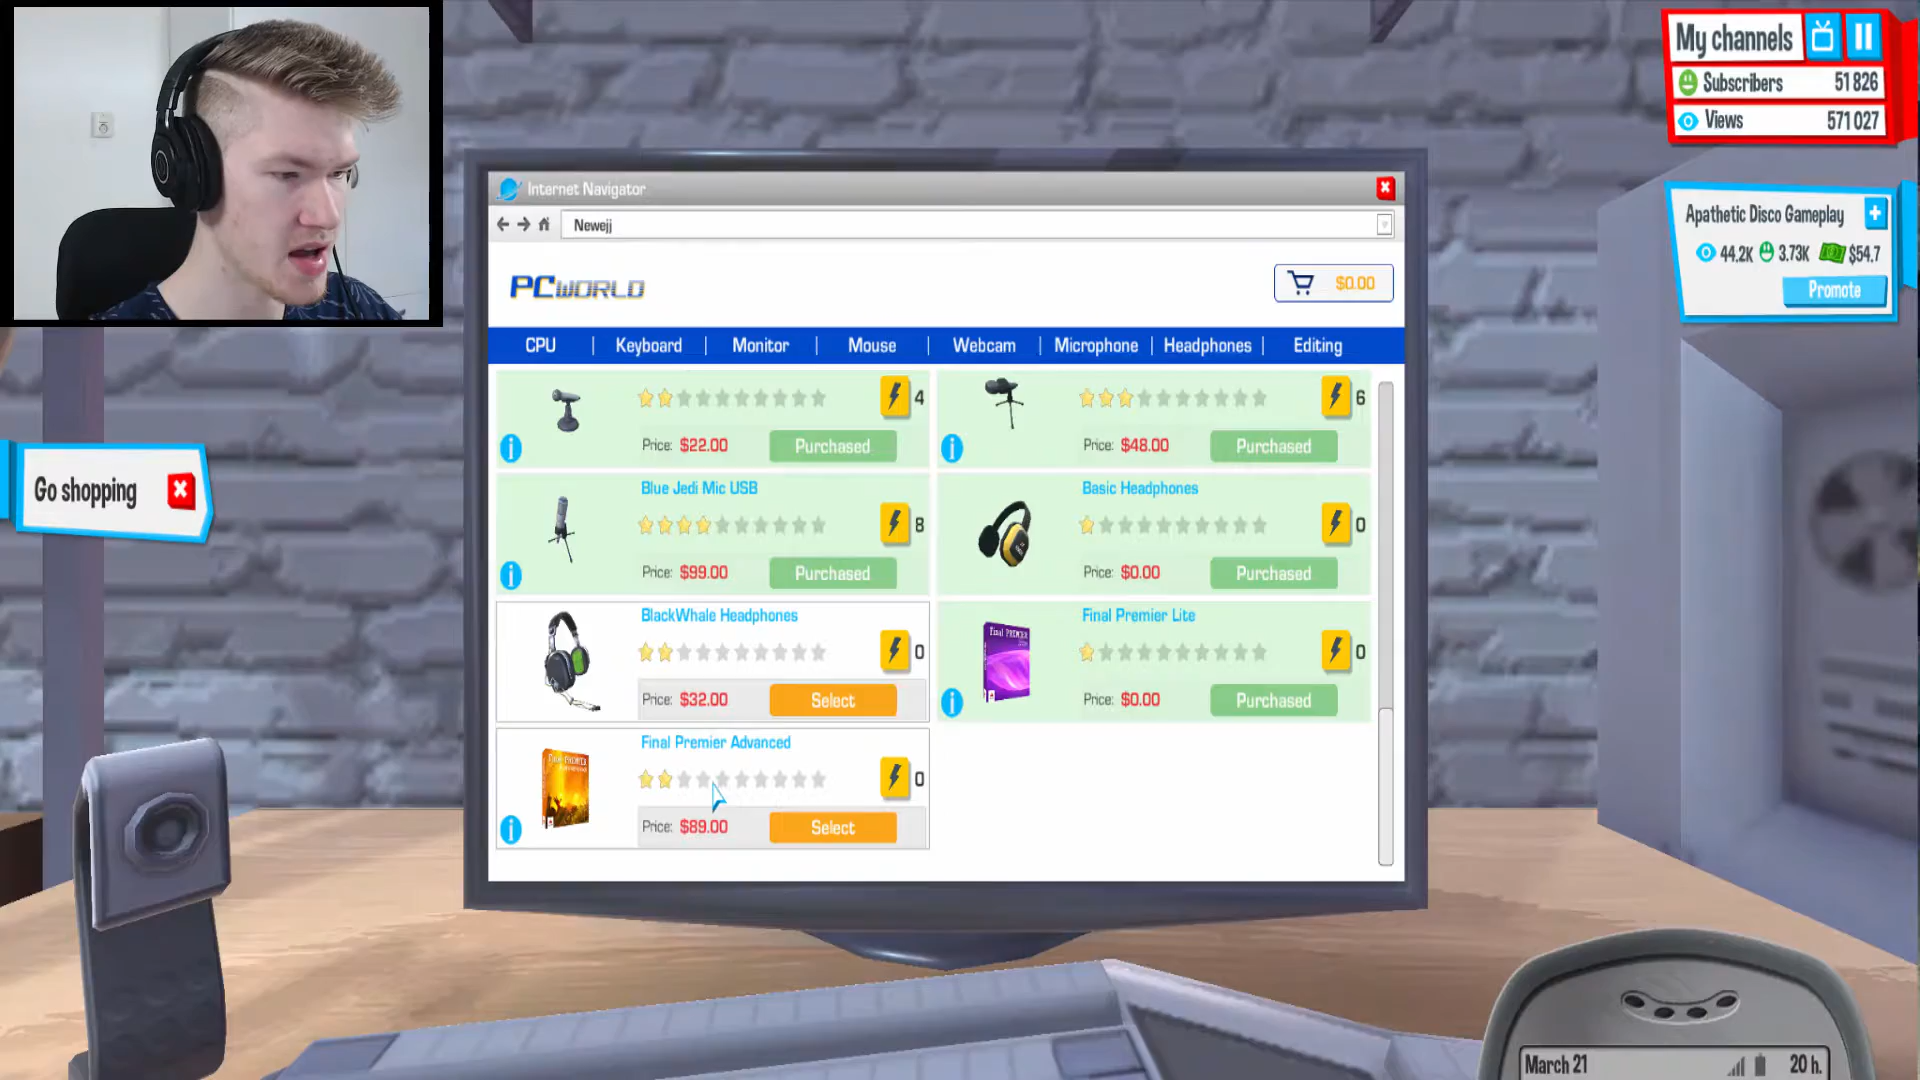 My channels
Subscribers 51 826
Views 571 027
Internet Navigator
Newejj
Apathetic Disco Gameplay
44.2K 3.73K $54.7
Promote
PCWORLD
$0.00
CPU Keyboard Monitor Mouse Webcam Microphone Headphones Editing
4
Price: $22.00 Purchased
6
Price: $48.00 Purchased
Go shopping
Blue Jedi Mic USB
8
Price: $99.00 Purchased
Basic Headphones
0
Price: $0.00 Purchased
BlackWhale Headphones
0
Price: $32.00 Select
Final Premier Lite
Final PREMIER
0
Price: $0.00 Purchased
Final Premier Advanced
Final PREMIER
0
Price: $89.00 Select
March 21 20 h.